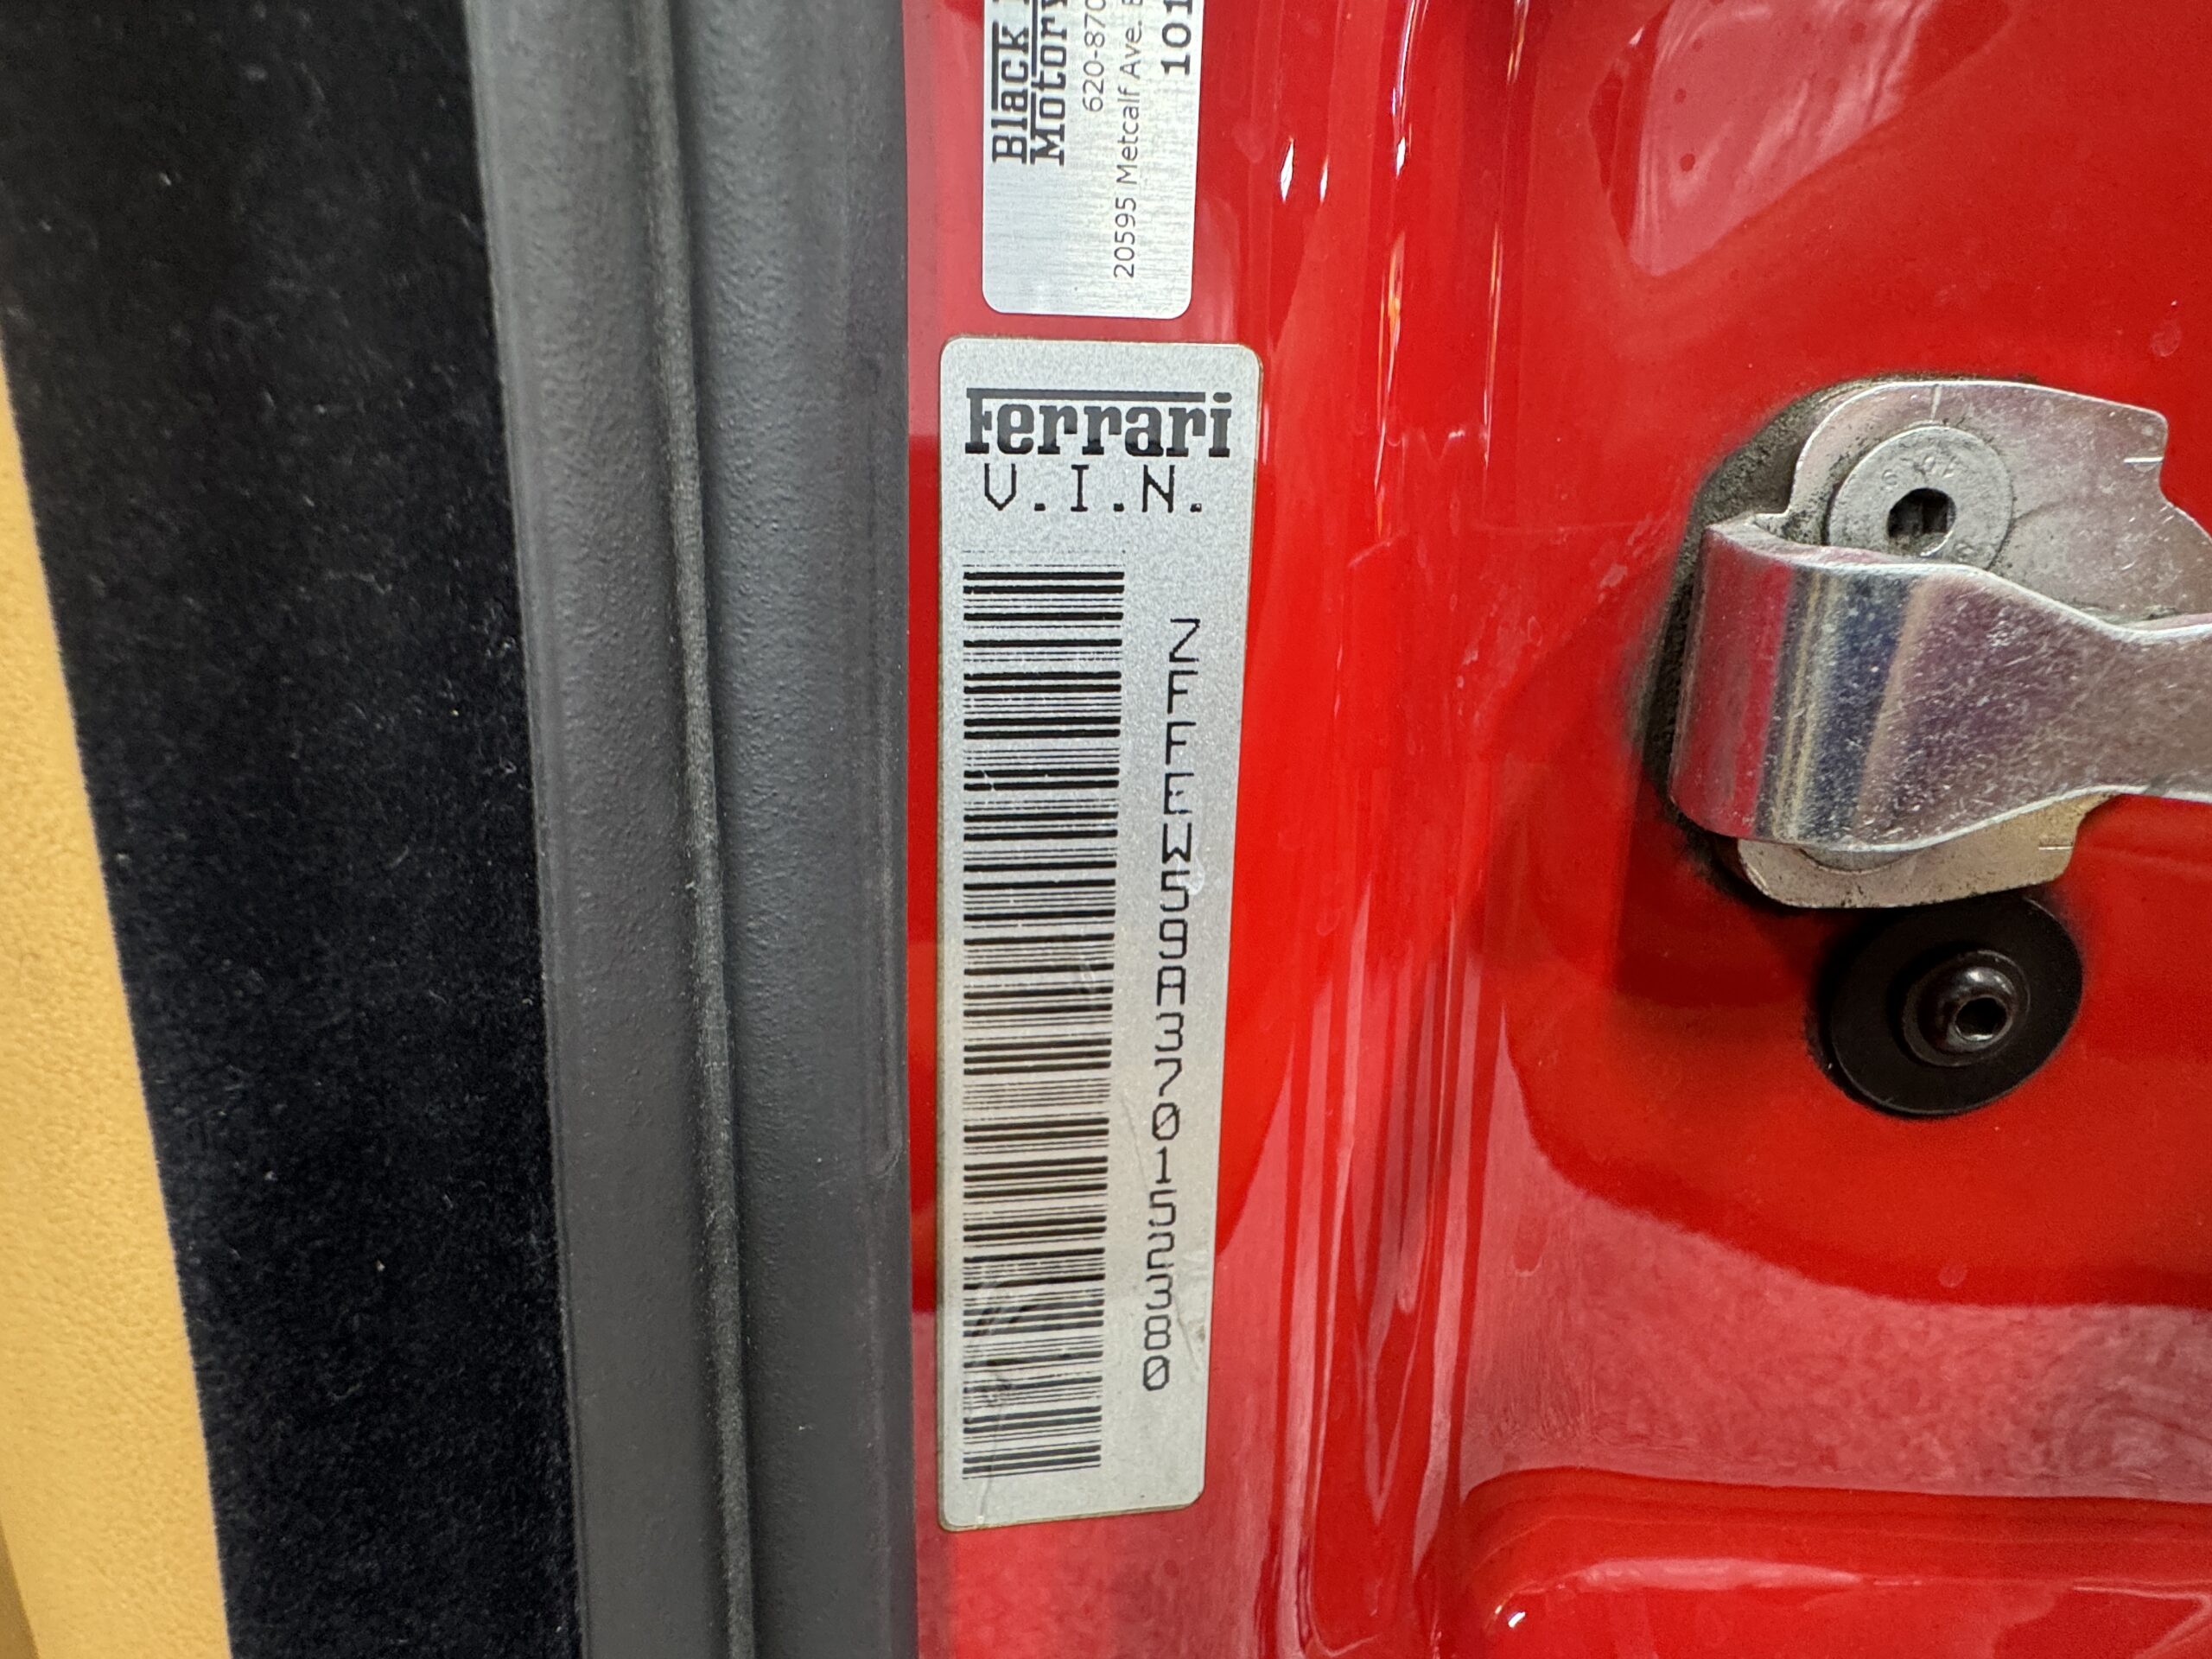 Black
Motor
620-870
20595 Metcalf Ave.
101
Ferrari
V.I.N.
ZFFEW59A370152380